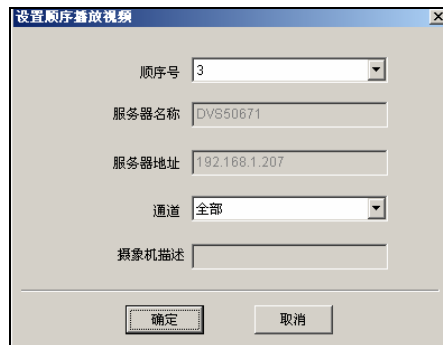 设置顺序播放视频
顺序号 3
服务器名称 DVS50671
服务器地址 192.168.1.207
通道 全部
摄象机描述
确定 取消